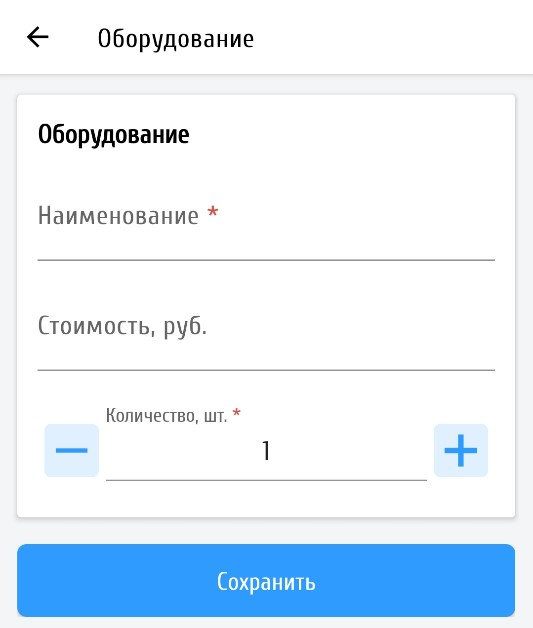 Оборудование
Оборудование
Наименование *
Стоимость, руб.
Количество, шт. *
1
Сохранить